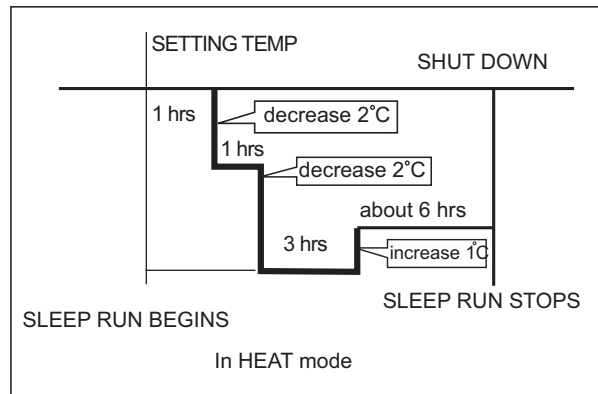 SETTING TEMP
SHUT DOWN
1 hrs
decrease 2°C
1 hrs
decrease 2°C
about 6 hrs
3 hrs
increase 1°C
SLEEP RUN STOPS
SLEEP RUN BEGINS
In HEAT mode